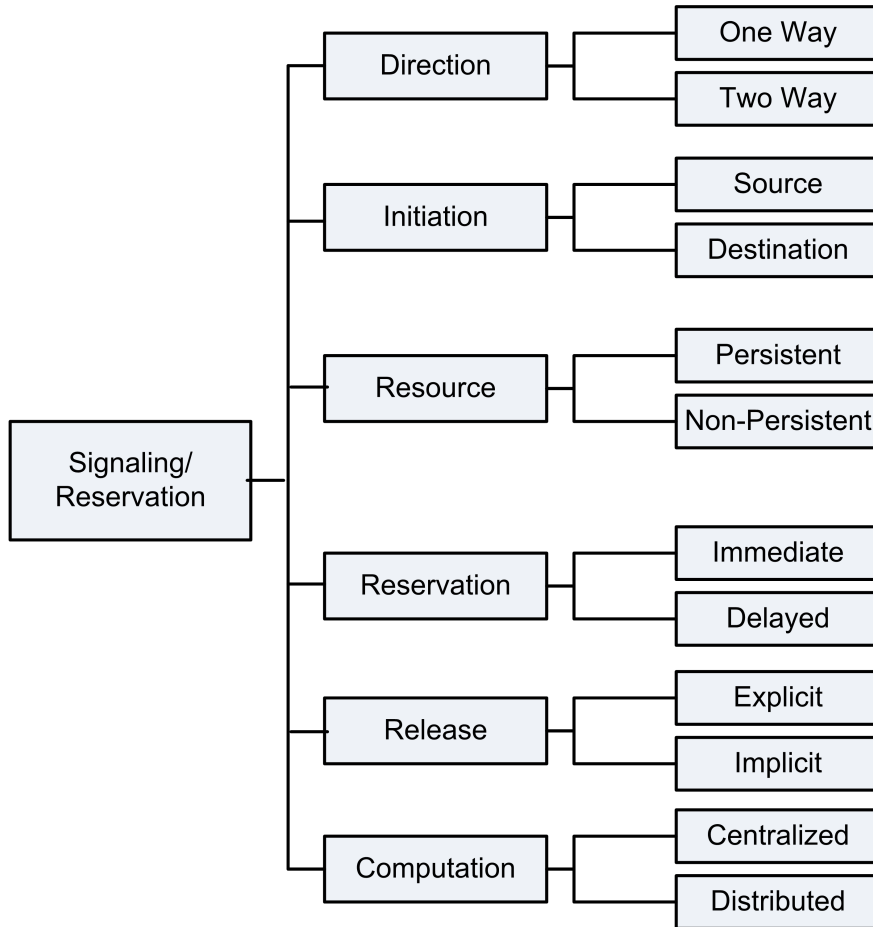 Signaling/
Reservation
Direction
One Way
Two Way
Initiation
Source
Destination
Resource
Persistent
Non-Persistent
Reservation
Immediate
Delayed
Release
Explicit
Implicit
Computation
Centralized
Distributed